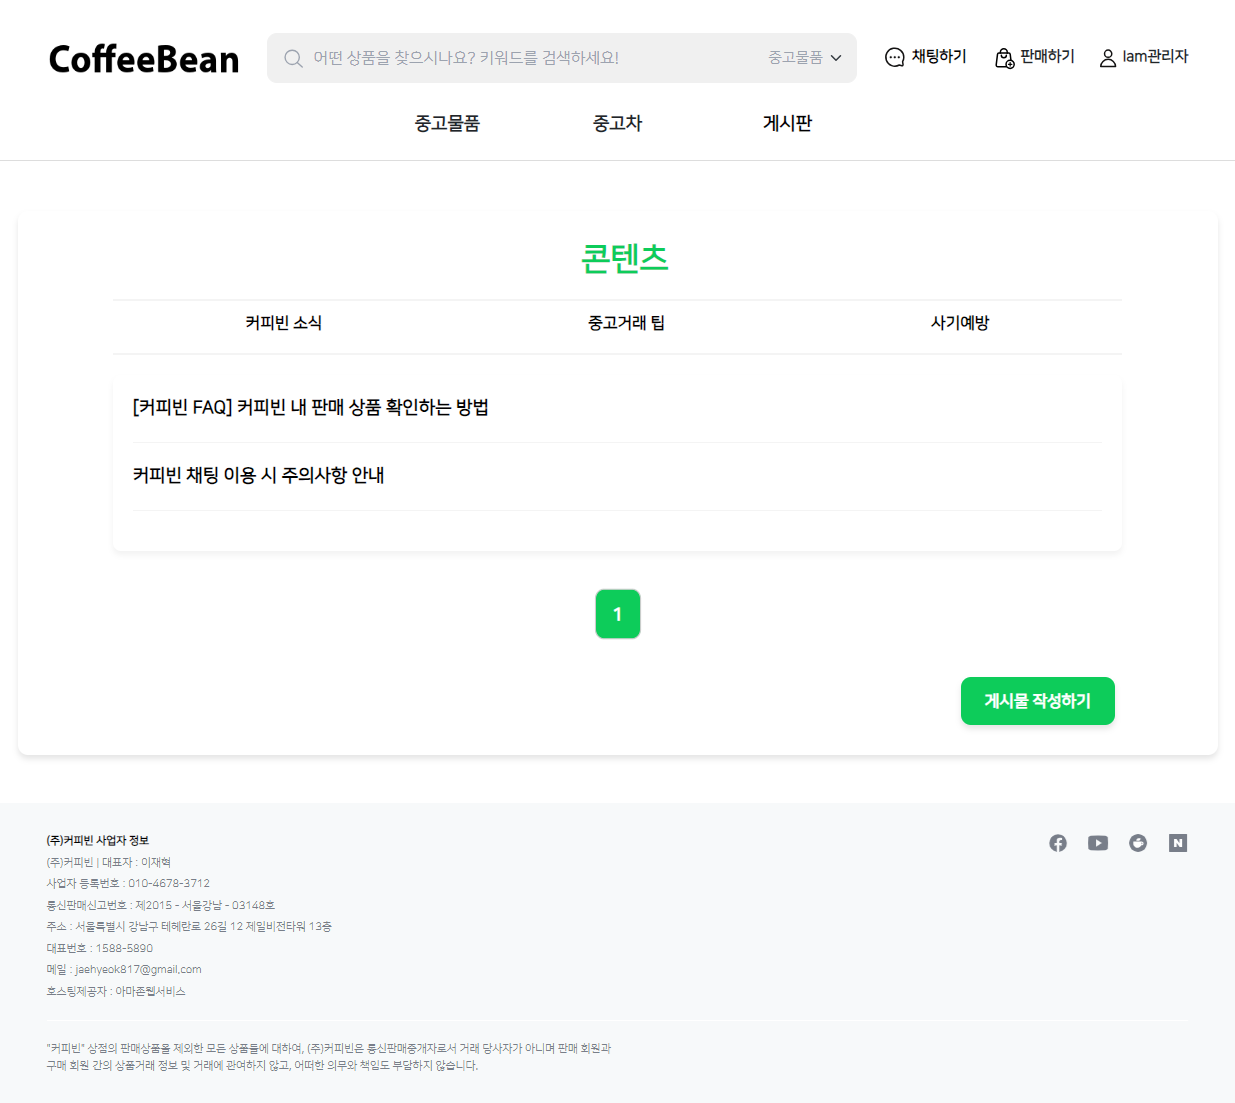 CoffeeBean
어떤 상품을 찾으시나요? 키워드를 검색하세요!
중고물품
채팅하기
판매하기
Iam관리자
중고물품
중고차
게시판
콘텐츠
커피빈 소식
중고거래 팁
사기예방
[커피빈 FAQ] 커피빈 내 판매 상품 확인하는 방법
커피빈 채팅 이용 시 주의사항 안내
1
게시물 작성하기
(주)커피빈 사업자 정보
(주)커피빈 | 대표자 : 이재혁
사업자 등록번호 : 010-4678-3712
통신판매신고번호 : 제2015 - 서울강남 - 03148호
주소 : 서울특별시 강남구 테헤란로 26길 12 제일비전타워 13층
대표번호 : 1588-5890
메일 : jaehyeok817@gmail.com
호스팅제공자 : 아마존웹서비스
N
"커피빈" 상점의 판매상품을 제외한 모든 상품들에 대하여, (주)커피빈은 통신판매중개자로서 거래 당사자가 아니며 판매 회원과
구매 회원 간의 상품거래 정보 및 거래에 관여하지 않고, 어떠한 의무와 책임도 부담하지 않습니다.